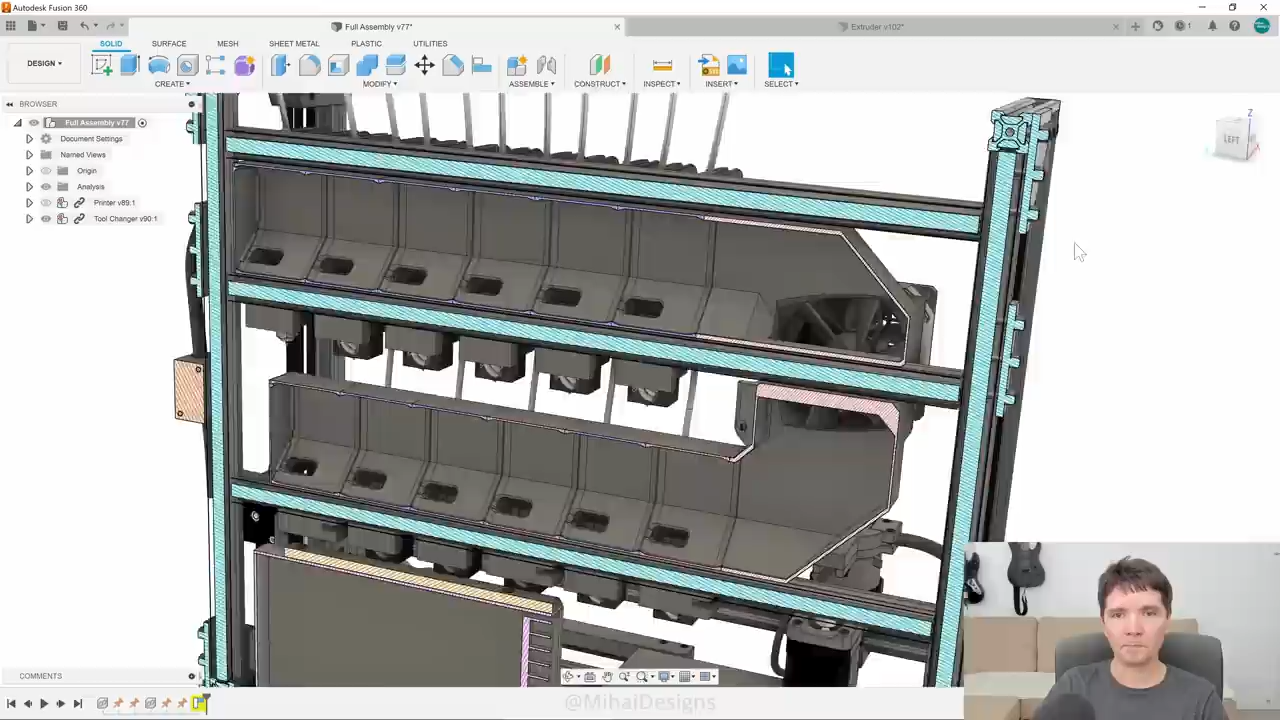 Autodesk Fusion 360
Full Assembly v77*
Extruder v102*
1
SOLID
SURFACE
MESH
SHEET METAL
PLASTIC
UTILITIES
DESIGN
CREATE
MODIFY
ASSEMBLE
CONSTRUCT
INSPECT
INSERT
SELECT
BROWSER
Full Assembly v77
Document Settings
Named Views
Origin
Analysis
Printer v89:1
Tool Changer v90:1
Z
LEFT
COMMENTS
@MihaiDesigns